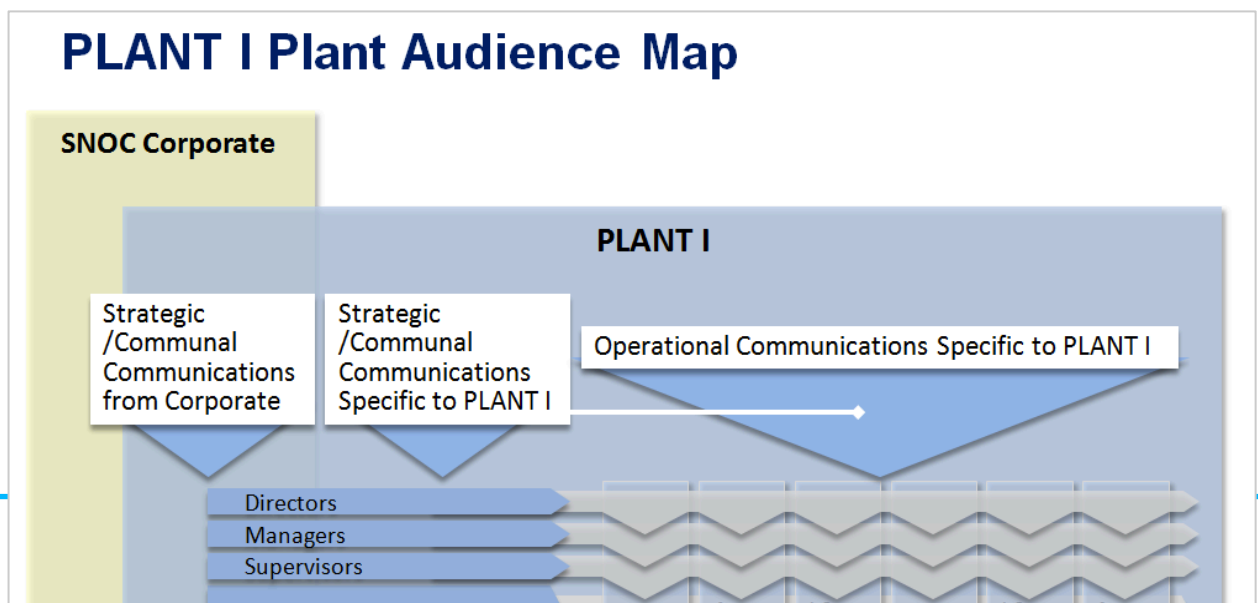 PLANT I Plant Audience Map
SNOC Corporate
PLANT I
Strategic
/Communal
Communications
from Corporate
Strategic
/Communal
Communications
Specific to PLANT I
Operational Communications Specific to PLANT I
Directors
Managers
Supervisors